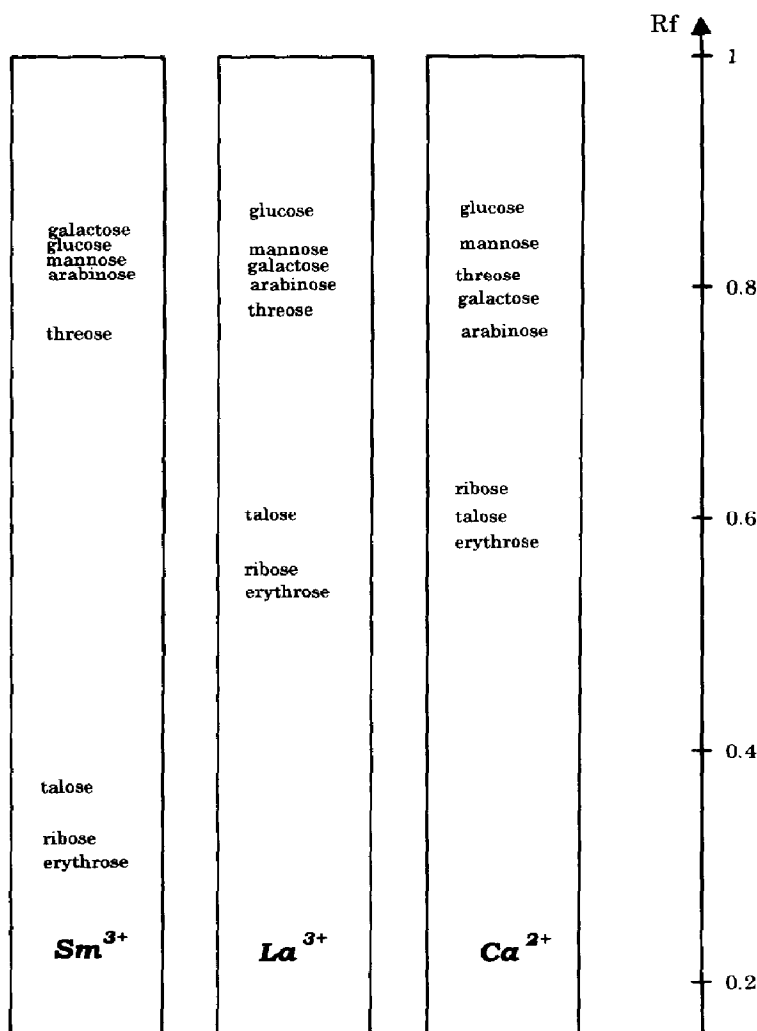 Rf
1
galactose
glucose
mannose
arabinose
threose
talose
ribose
erythrose
Sm³⁺
glucose
mannose
galactose
arabinose
threose
talose
ribose
erythrose
La³⁺
glucose
mannose
threose
galactose
arabinose
ribose
talose
erythrose
Ca²⁺
0.8
0.6
0.4
0.2